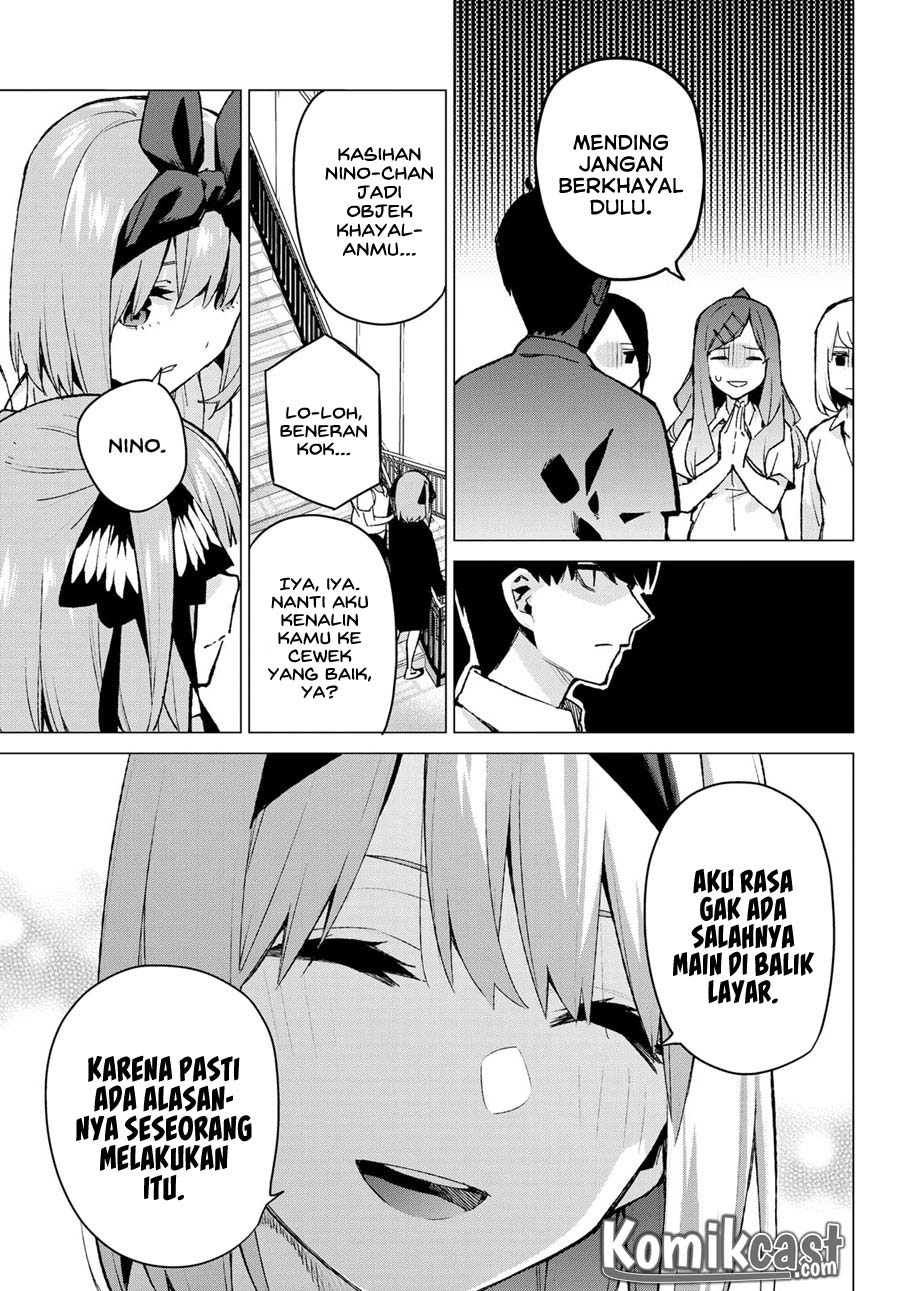 MENDING
JANGAN
BERKHAYAL
DULU.
KASIHAN
NINO-CHAN
JADI
OBJEK
KHAYAL-
ANMU...
LO-LOH,
BENERAN
KOK...
IYA, IYA.
NANTI AKU
KENALIN
KAMU KE
CEWEK
YANG BAIK,
YA?
NINO.
AKU RASA
GAK ADA
SALAHNYA
MAIN DI BALIK
LAYAR.
KARENA PASTI
ADA ALASAN-
NYA SESEORANG
MELAKUKAN
ITU.
Komikcast
.com